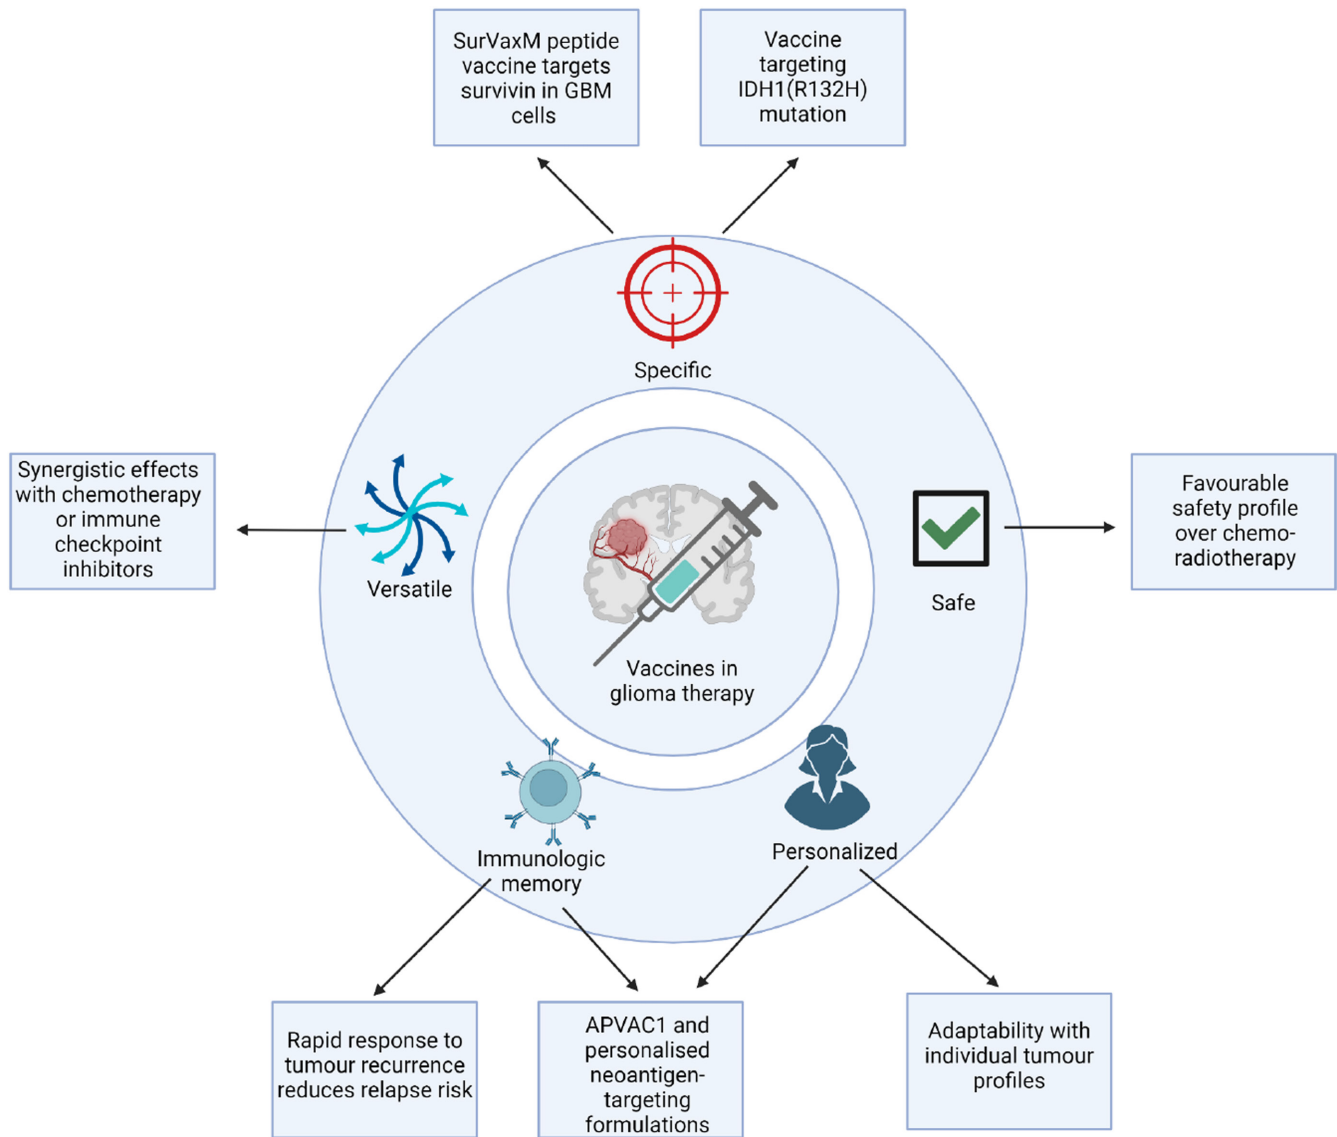 SurVaxM peptide
vaccine targets
survivin in GBM
cells
Vaccine
targeting
IDH1(R132H)
mutation
Specific
Synergistic effects
with chemotherapy
or immune
checkpoint
inhibitors
Versatile
Safe
Favourable
safety profile
over chemo-
radiotherapy
Vaccines in
glioma therapy
Immunologic
memory
Personalized
Rapid response to
tumour recurrence
reduces relapse risk
APVAC1 and
personalised
neoantigen-
targeting
formulations
Adaptability with
individual tumour
profiles